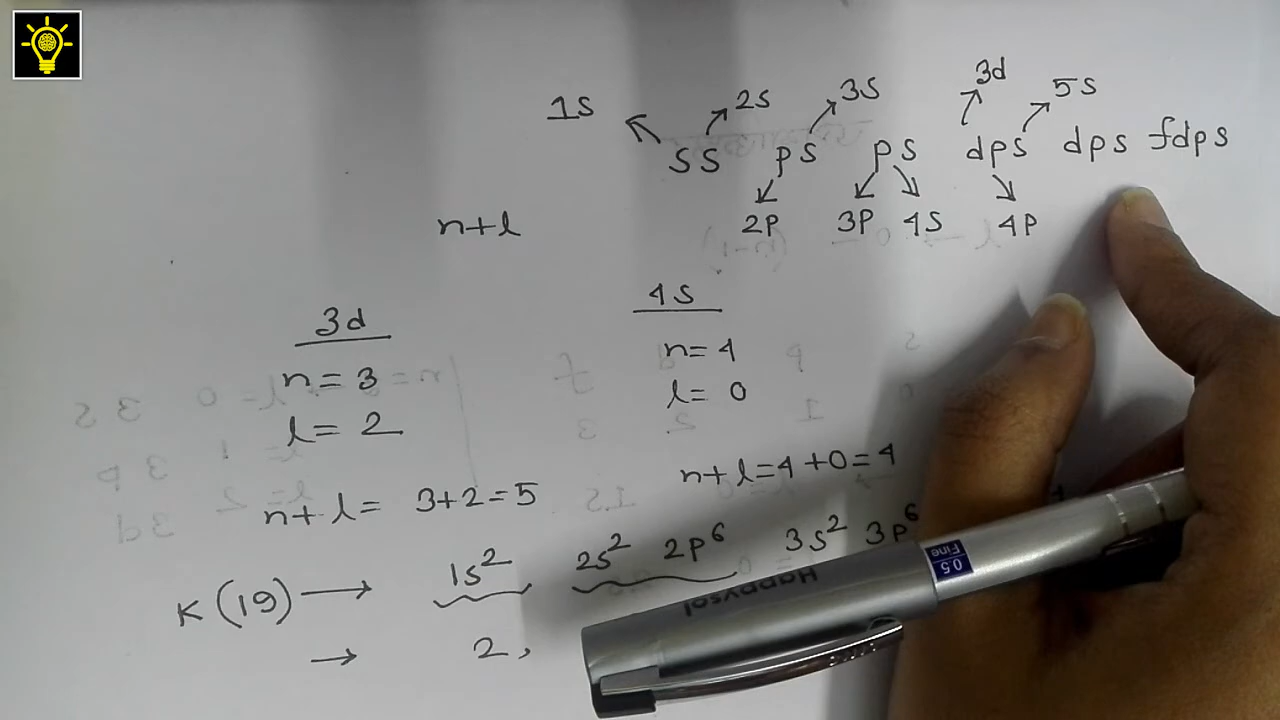 3d
1s 2s 3s 5s
ss ps ps dps dps fdps
n+l 2p 3p 4s 4p
3d 4s
n=3 n=4
l=2 l=0
n+l= 3+2=5 n+l=4+0=4
K(19)→ 1s², 2s² 2p⁶ 3s² 3p⁶
→ 2,
Happysol
0.5
Fine